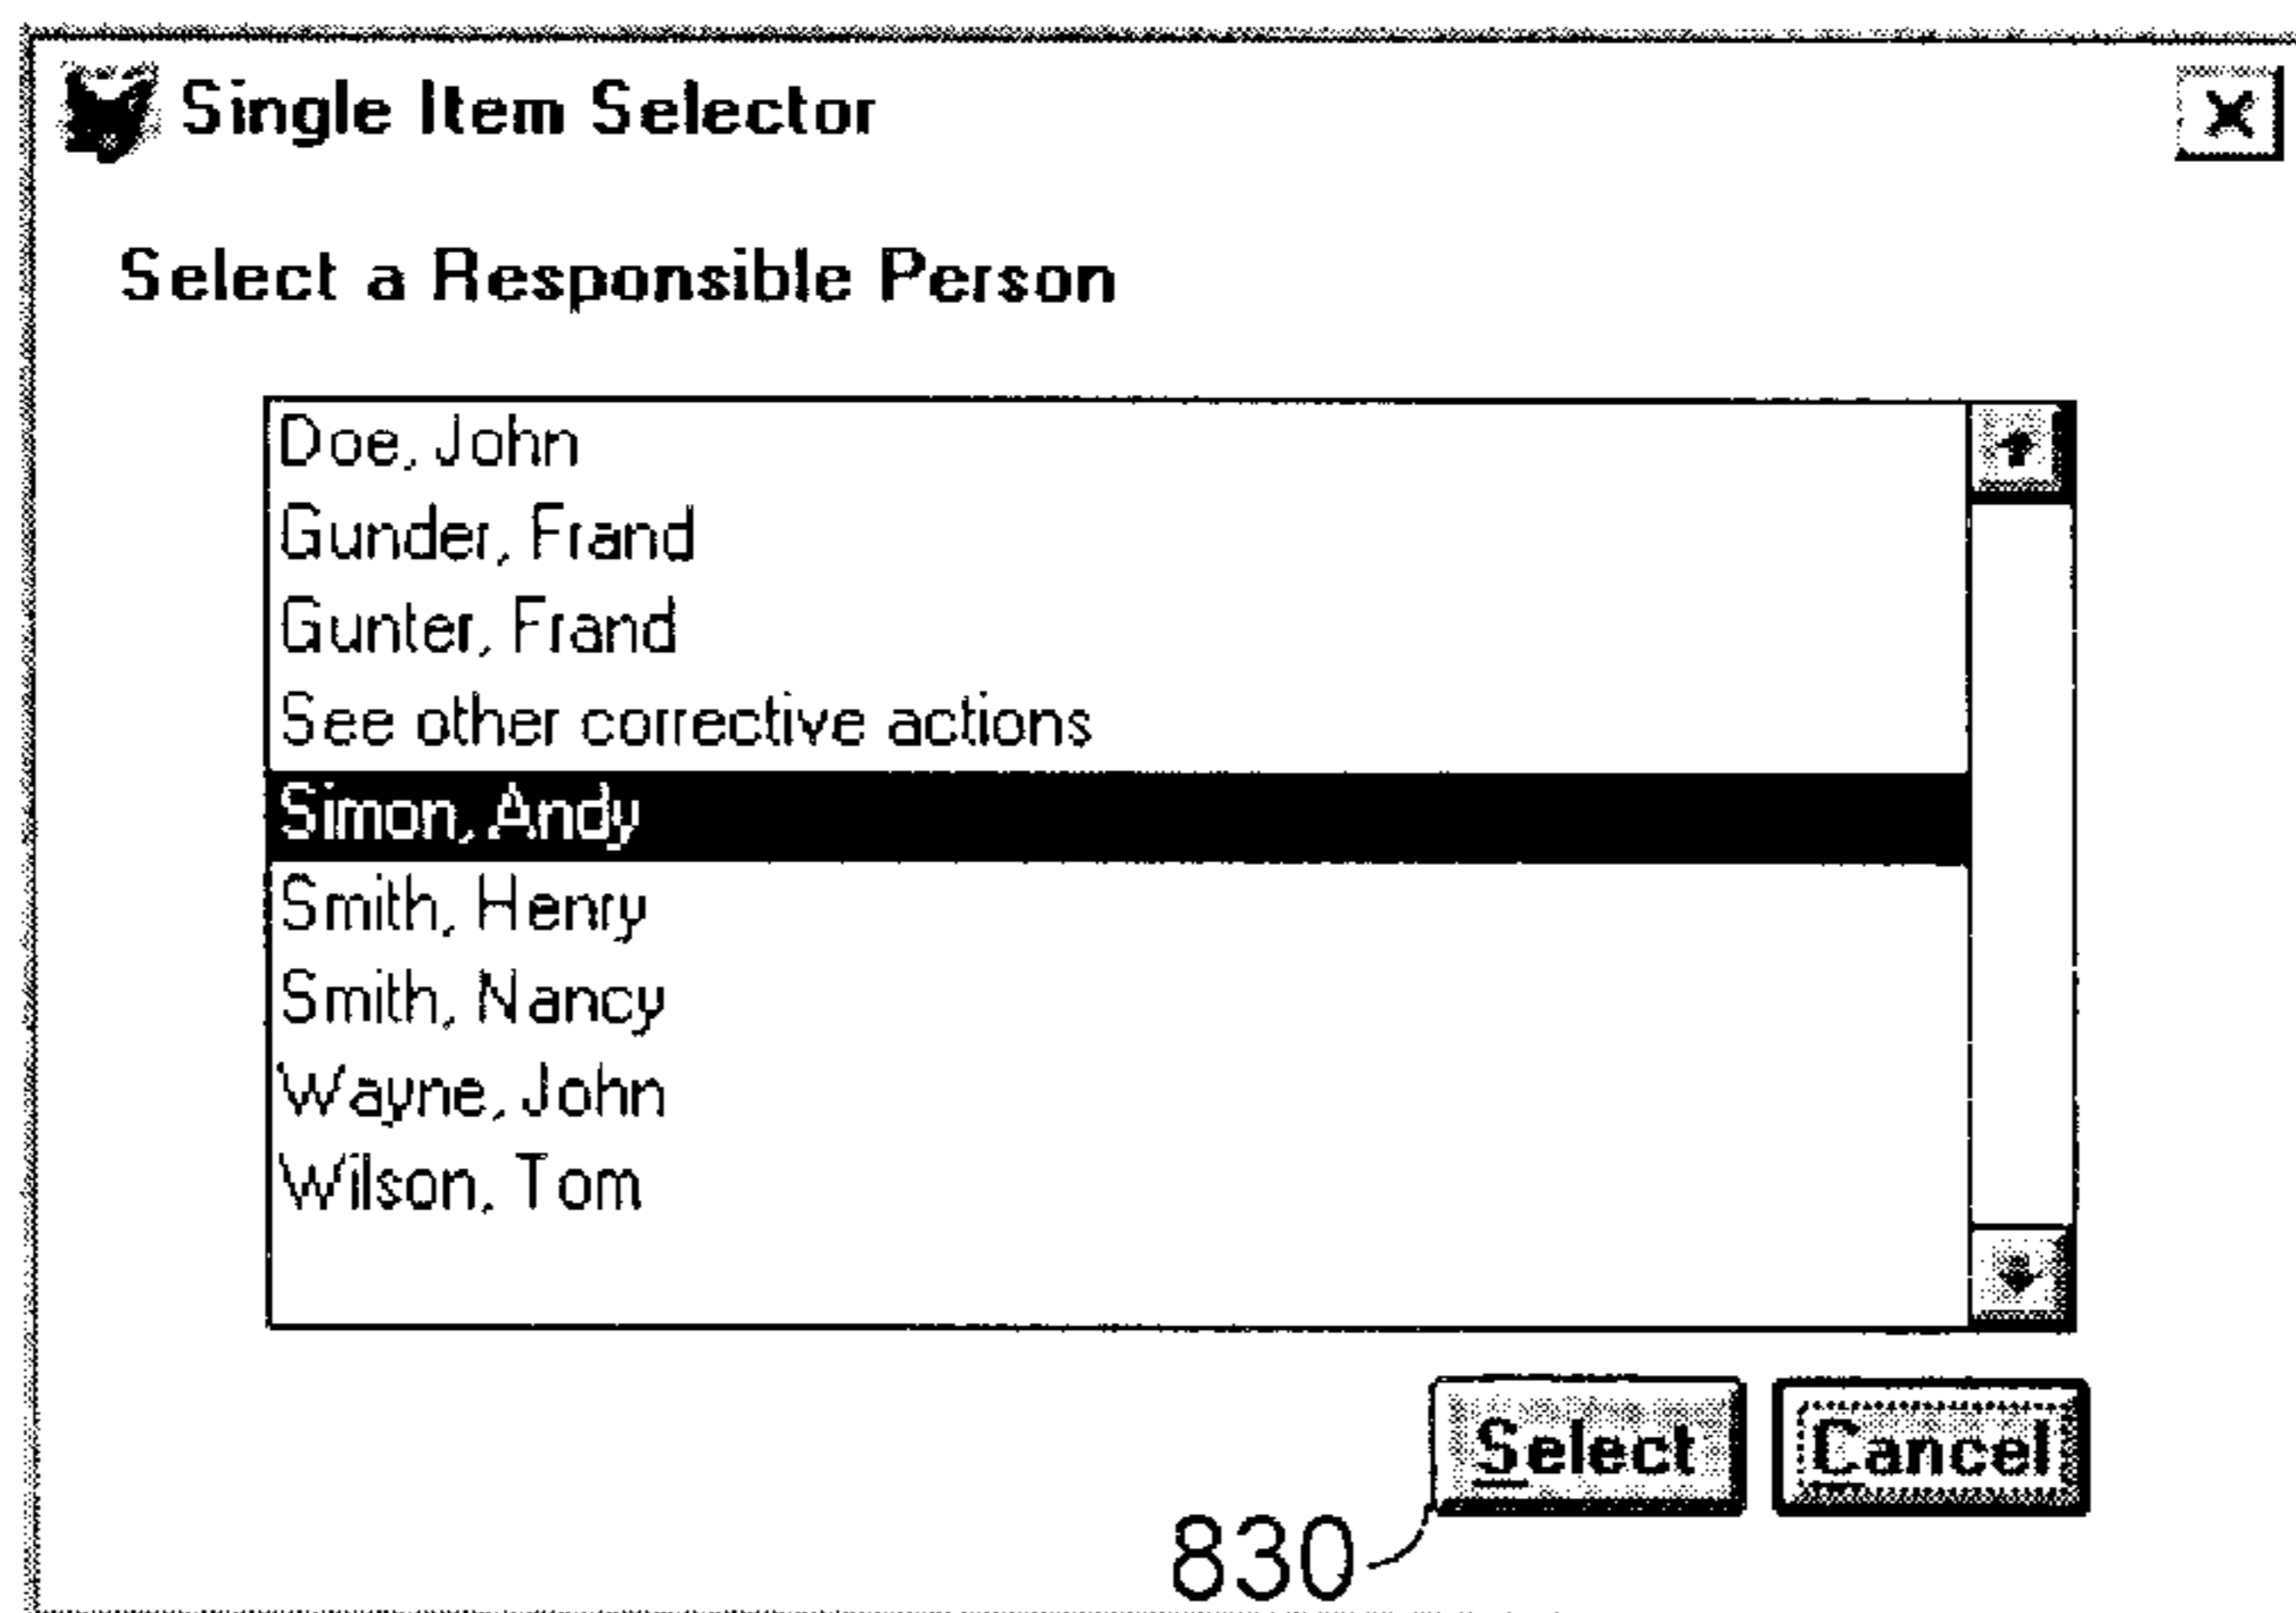 Single Item Selector
Select a Responsible Person
Doe, John
Gunder, Frand
Gunter, Frand
See other corrective actions
Simon, Andy
Smith, Henry
Smith, Nancy
Wayne, John
Wilson, Tom
Select Cancel
830